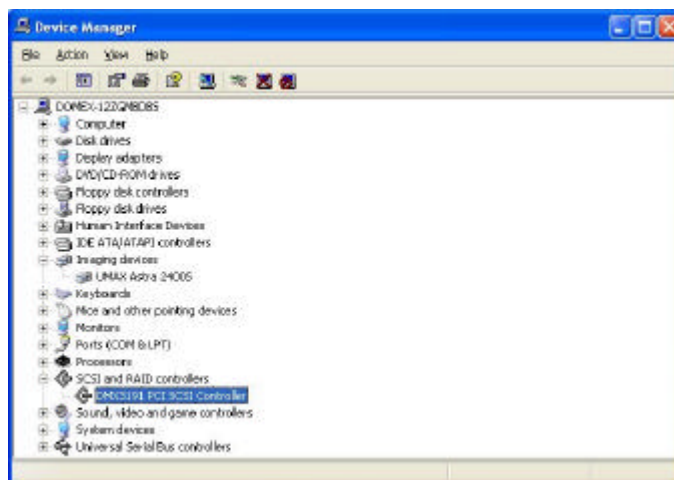 Device Manager
File Action View Help
DOMEX-12ZQM8OBS
Computer
Disk drives
Display adapters
DVD/CD-ROM drives
Floppy disk controllers
Floppy disk drives
Human Interface Devices
IDE ATA/ATAPI controllers
Imaging devices
UMAX Astra 2400S
Keyboards
Mice and other pointing devices
Monitors
Ports (COM & LPT)
Processors
SCSI and RAID controllers
DMX3191 PCI SCSI Controller
Sound, video and game controllers
System devices
Universal Serial Bus controllers